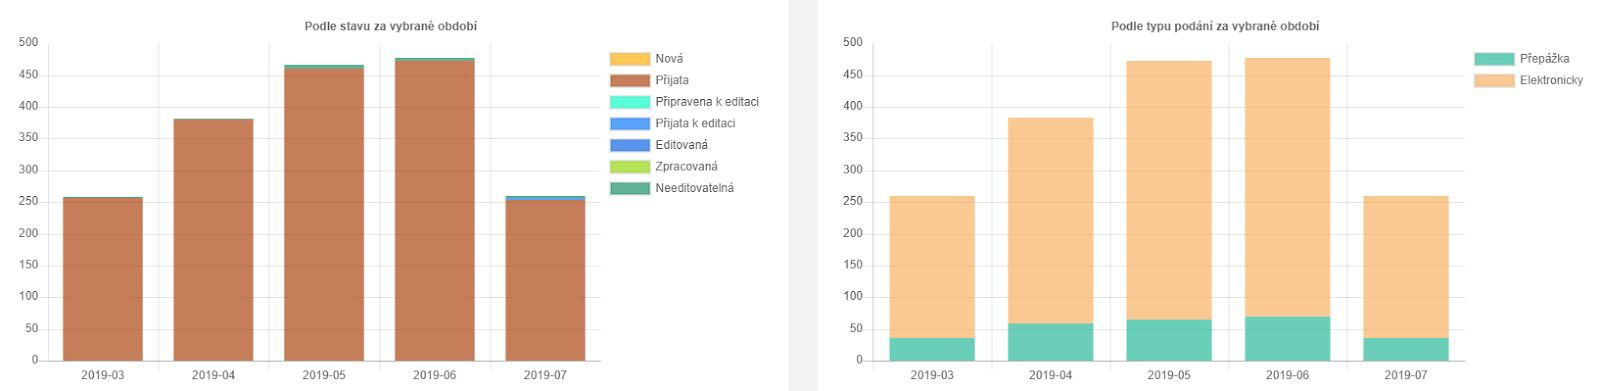 Podle stavu za vybrané období
500
450
400
350
300
250
200
150
100
50
0
2019-03
2019-04
2019-05
2019-06
2019-07
Nová
Přijata
Připravena k editaci
Přijata k editaci
Editovaná
Zpracovaná
Needitovatelná
Podle typu podání za vybrané období
500
450
400
350
300
250
200
150
100
50
0
2019-03
2019-04
2019-05
2019-06
2019-07
Přepážka
Elektronicky